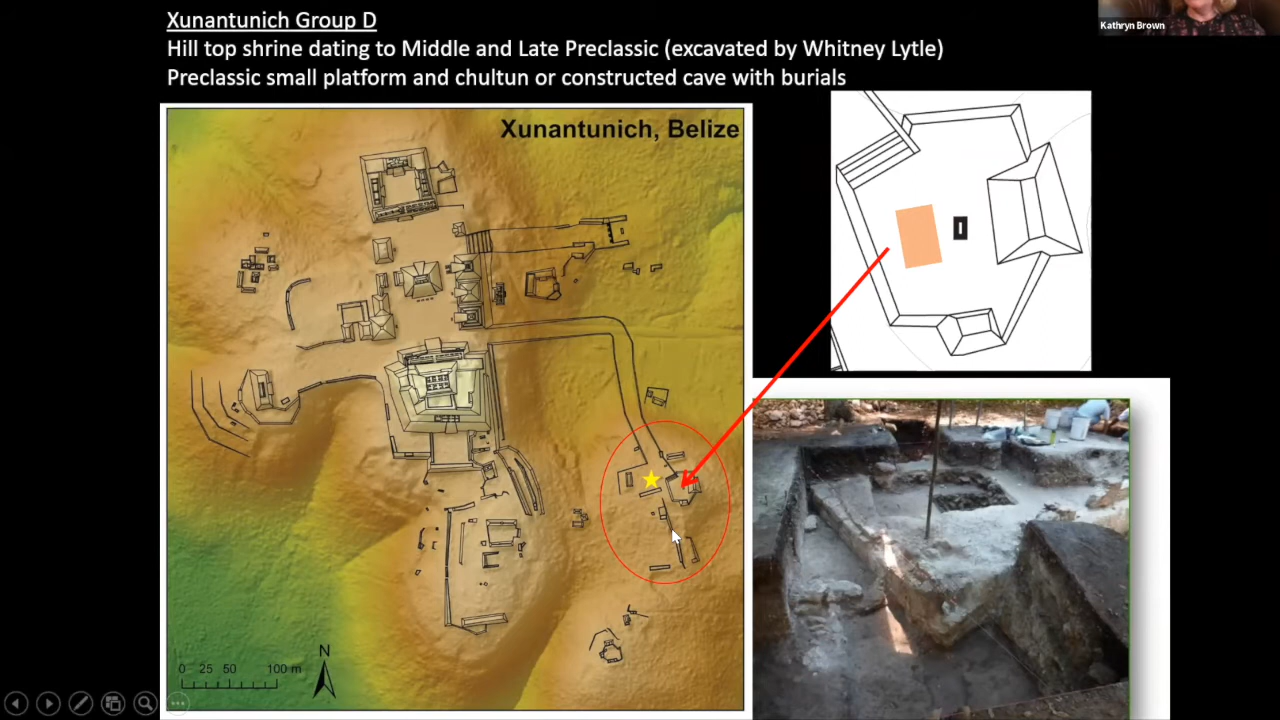 Xunantunich Group D
Hill top shrine dating to Middle and Late Preclassic (excavated by Whitney Lytle)
Preclassic small platform and chultun or constructed cave with burials
Kathryn Brown
Xunantunich, Belize
N
0 25 50 100 m